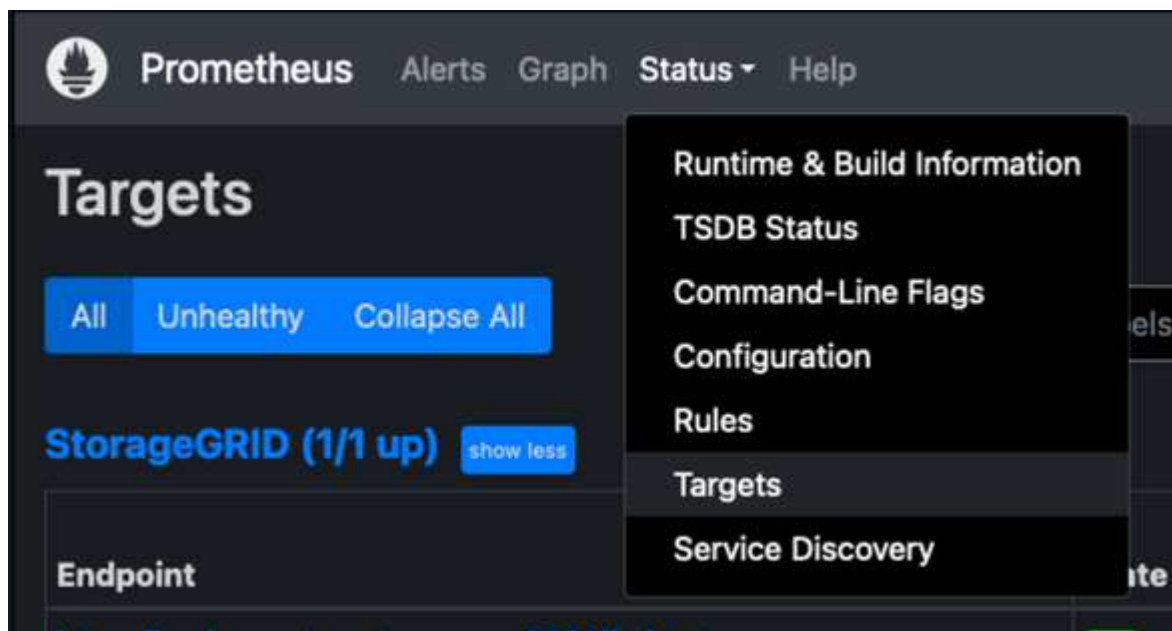 Prometheus Alerts Graph Status Help
Targets
Runtime & Build Information
TSDB Status
Command-Line Flags
Configuration
Rules
Targets
Service Discovery
All Unhealthy Collapse All
StorageGRID (1/1 up) show less
Endpoint